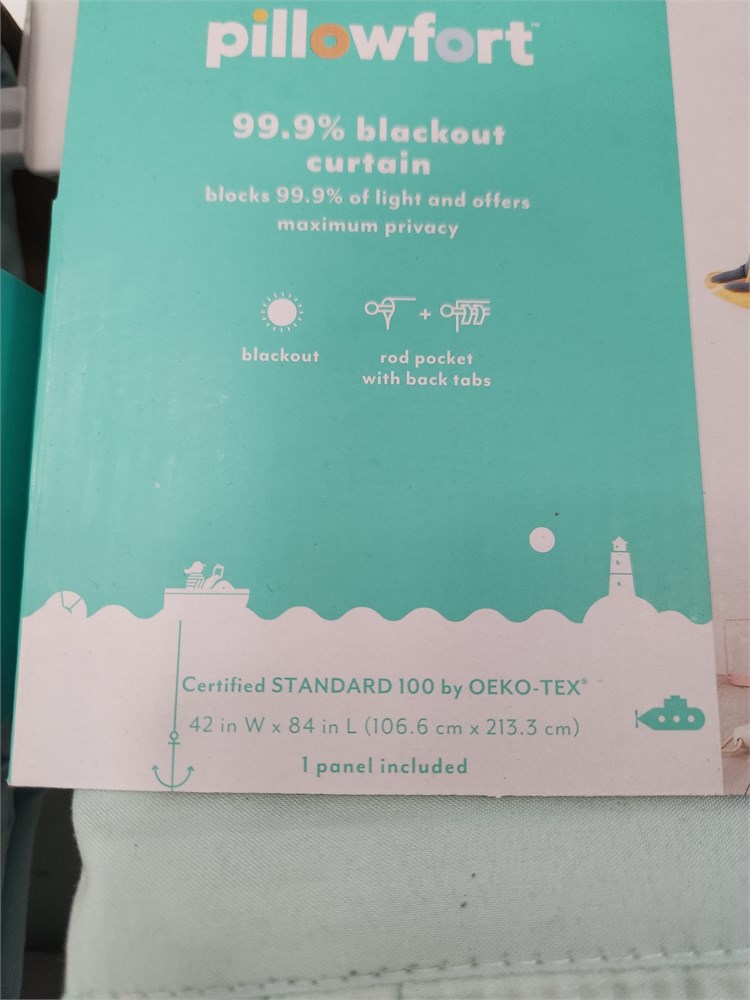 pillowfort™
99.9% blackout
curtain
blocks 99.9% of light and offers
maximum privacy
blackout
+
rod pocket
with back tabs
Certified STANDARD 100 by OEKO-TEX®
42 in W x 84 in L (106.6 cm x 213.3 cm)
1 panel included